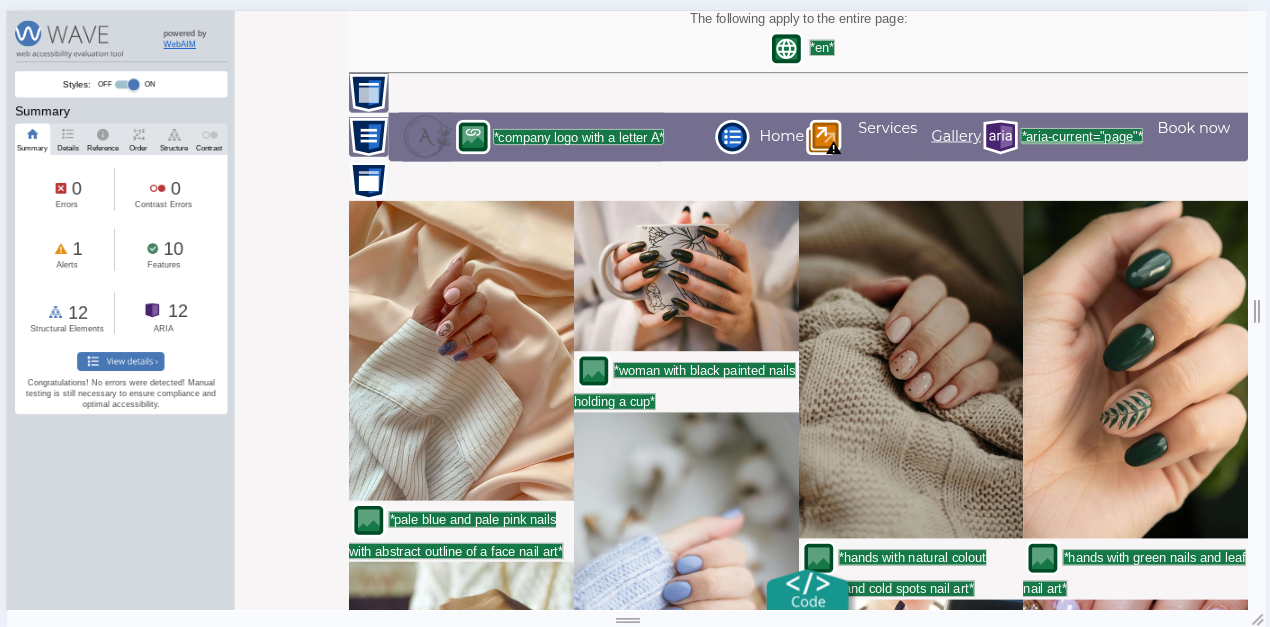 The following apply to the entire page:
*en*
WAVE
web accessibility evaluation tool
powered by
WebAIM
Styles: OFF ON
Summary
Summary Details Reference Order Structure Contrast
0 0
Errors Contrast Errors
1 10
Alerts Features
12 12
Structural Elements ARIA
View details ›
Congratulations! No errors were detected! Manual
testing is still necessary to ensure compliance and
optimal accessibility.
A *company logo with a letter A* Home Services Gallery aria *aria-current="page"* Book now
*woman with black painted nails
holding a cup*
*pale blue and pale pink nails
with abstract outline of a face nail art*
*hands with natural colout
and cold spots nail art*
*hands with green nails and leaf
nail art*
</> 
Code